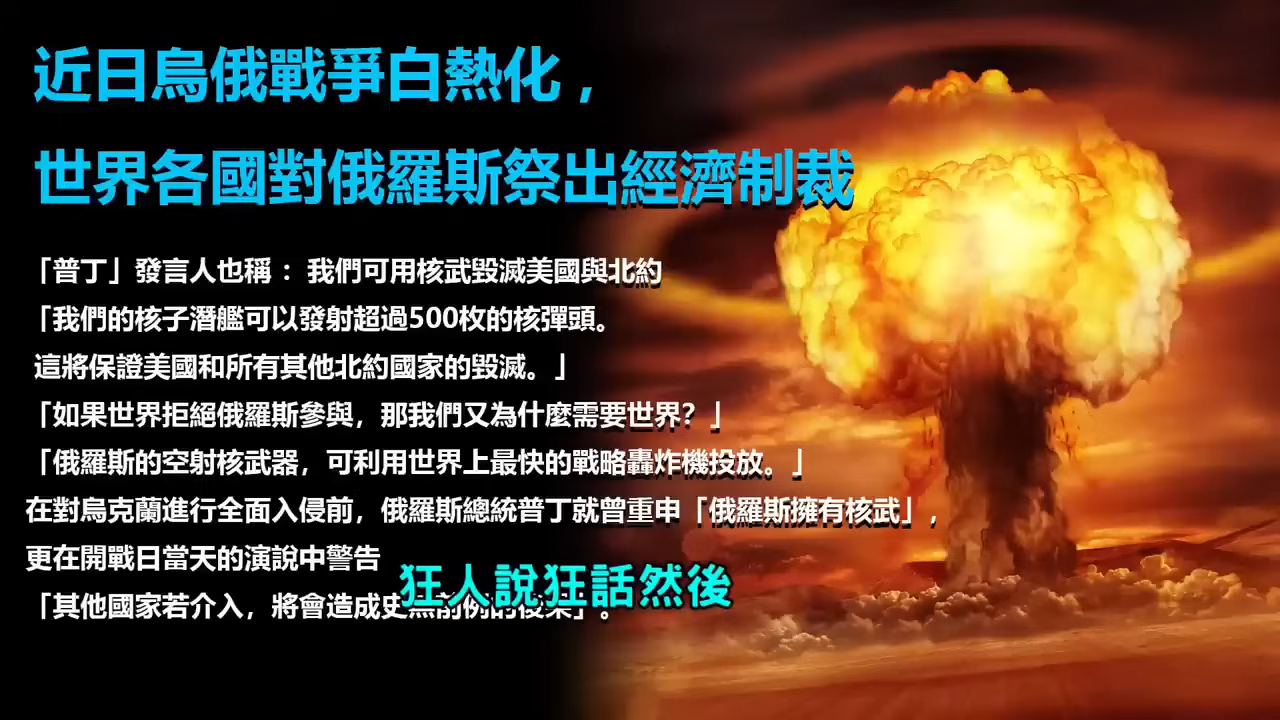 近日烏俄戰爭白熱化，
世界各國對俄羅斯祭出經濟制裁
「普丁」發言人也稱： 我們可用核武毀滅美國與北約
「我們的核子潛艦可以發射超過500枚的核彈頭。
這將保證美國和所有其他北約國家的毀滅。」
「如果世界拒絕俄羅斯參與，那我們又為什麼需要世界？」
「俄羅斯的空射核武器，可利用世界上最快的戰略轟炸機投放。」
在對烏克蘭進行全面入侵前，俄羅斯總統普丁就曾重申「俄羅斯擁有核武」，
更在開戰日當天的演說中警告
「其他國家若介入，將會造成史無前例的後果」。
狂人說狂話然後